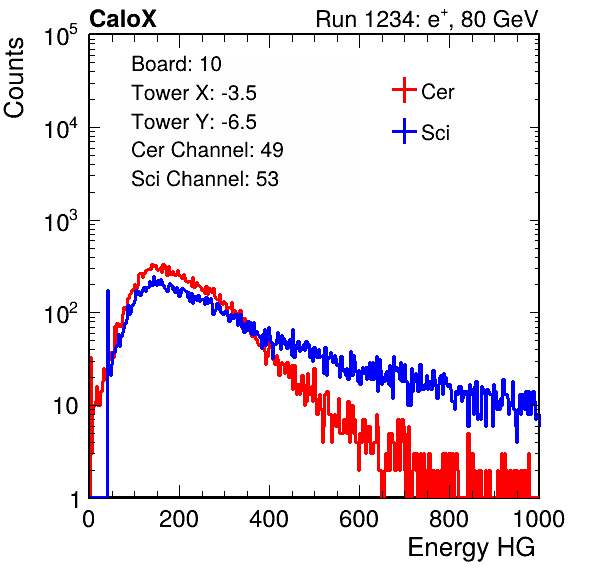 CaloX Run 1234: e⁺, 80 GeV
Counts
Board: 10
Tower X: -3.5
Tower Y: -6.5
Cer Channel: 49
Sci Channel: 53
Cer
Sci
10⁵
10⁴
10³
10²
10
1
0 200 400 600 800 1000
Energy HG